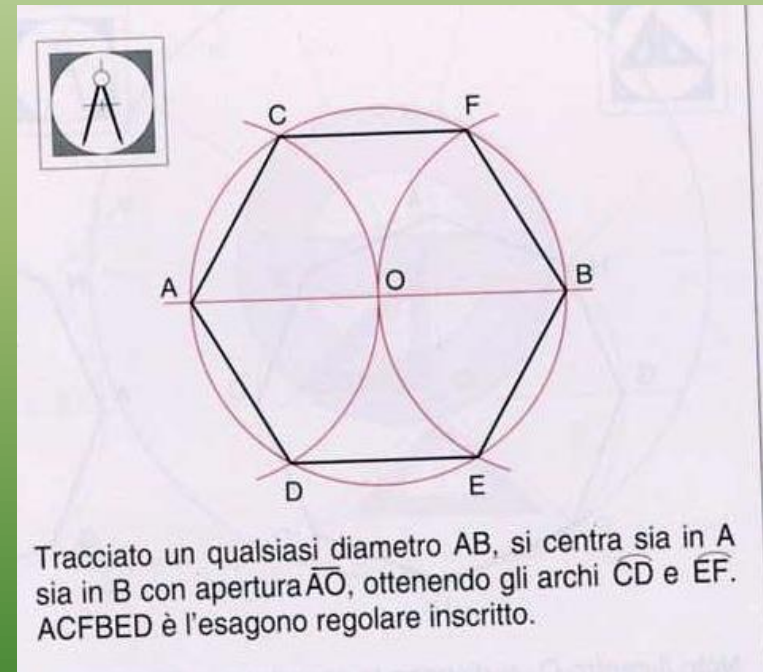 C F
A O B
D E
Tracciato un qualsiasi diametro AB, si centra sia in A
sia in B con apertura AO, ottenendo gli archi CD e EF.
ACFBED è l'esagono regolare inscritto.